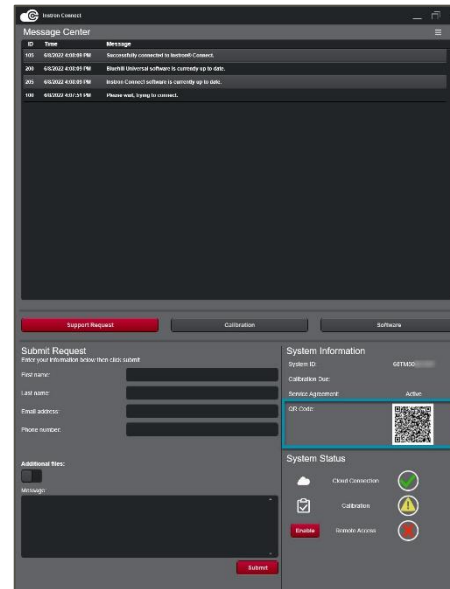 Instron Connect
Message Center
ID Time Message
105 6/8/2022 4:08:09 PM Successfully connected to Instron® Connect.
203 6/8/2022 4:08:09 PM Bluehill Universal software is currently up to date.
205 6/8/2022 4:08:09 PM Instron Connect software is currently up to date.
100 6/8/2022 4:07:51 PM Please wait, trying to connect.
Support Request Calibration Software
Submit Request
Enter your information below then click submit
First name:
Last name:
Email address:
Phone number:
Additional files:
Message:
Submit
System Information
System ID:
Calibration Due:
Service Agreement: Active
QR Code:
System Status
Cloud Connection
Calibration
Enable Remote Access